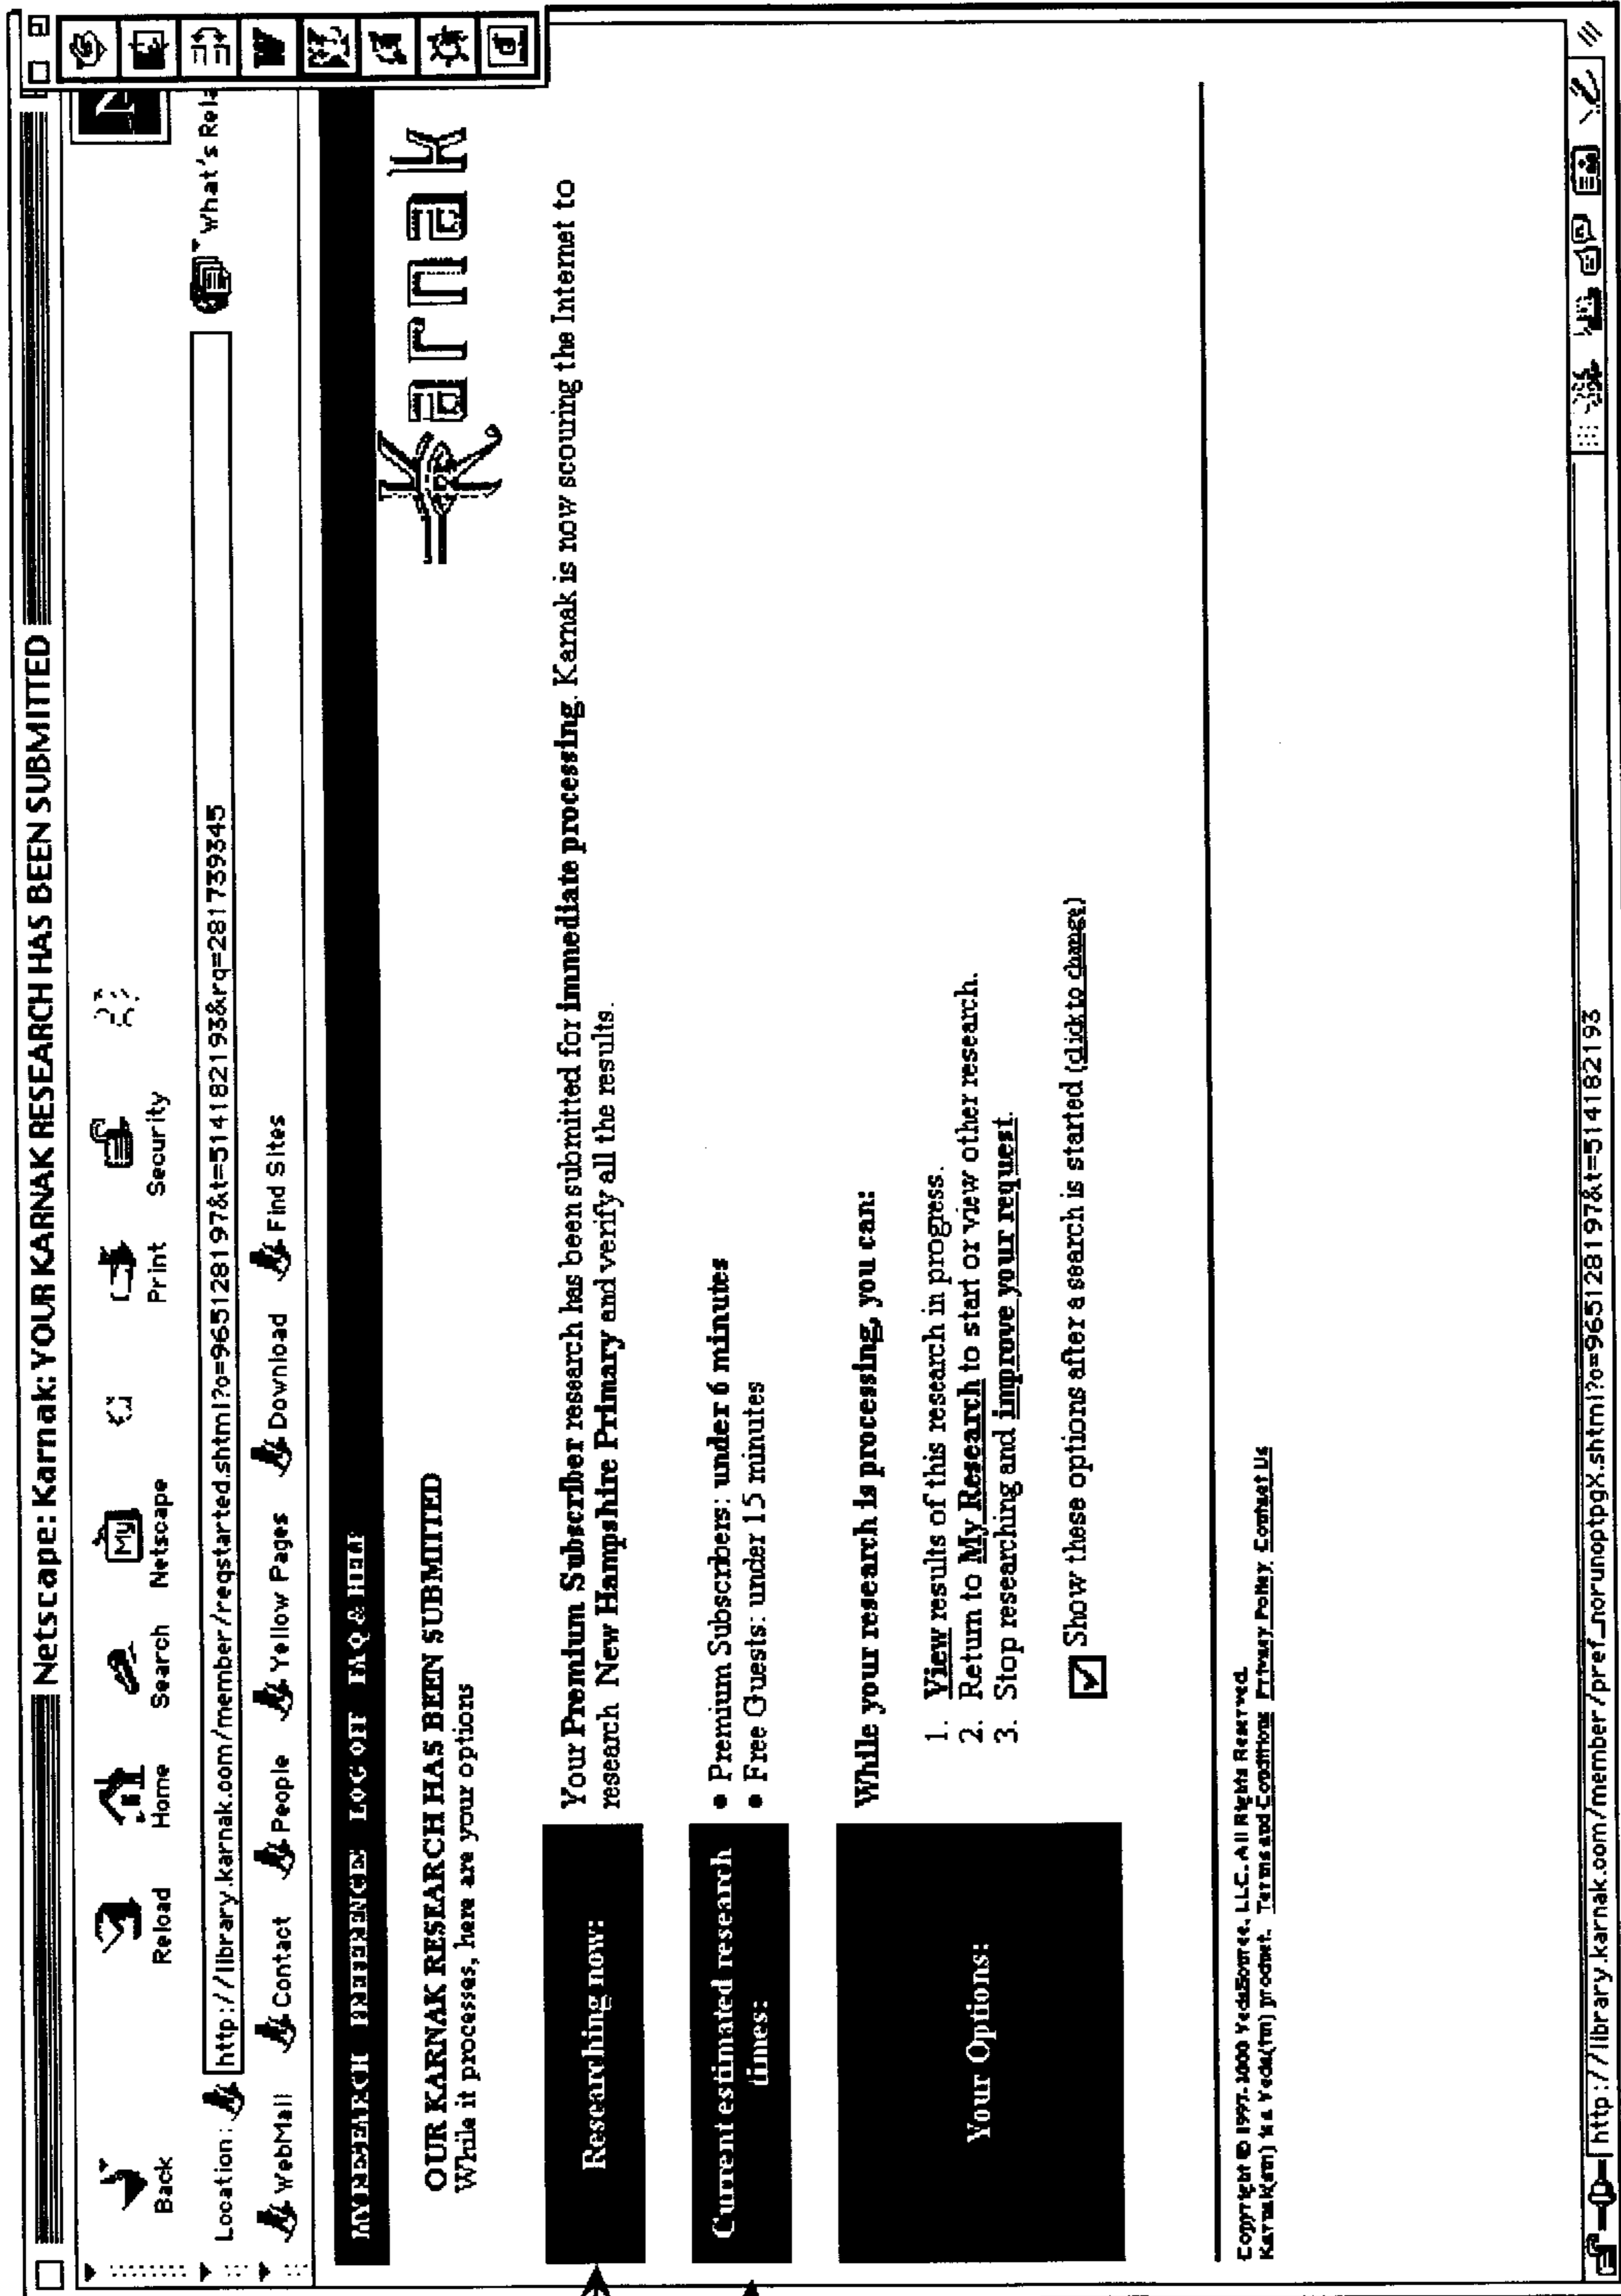 Netscape: Karnak: YOUR KARNAK RESEARCH HAS BEEN SUBMITTED
Back Reload Home Search Netscape Print Security
Location: http://library.karnak.com/member/reqstarted.shtml?o=965128197&t=514182193&rq=281739345 What's Rela
WebMail Contact People Yellow Pages Download Find Sites
MY RESEARCH PREFERENCES LOG OFF FAQ & Help
Karnak
OUR KARNAK RESEARCH HAS BEEN SUBMITTED
While it processes, here are your options
Researching now:
Your Premium Subscriber research has been submitted for immediate processing. Karnak is now scouring the Internet to
research New Hampshire Primary and verify all the results.
Current estimated research
times:
• Premium Subscribers: under 6 minutes
• Free Guests: under 15 minutes
Your Options:
While your research is processing, you can:
1. View results of this research in progress.
2. Return to My Research to start or view other research.
3. Stop researching and improve your request.
Show these options after a search is started (click to change)
Copyright © 1997-2000 VedaSource, LLC. All Rights Reserved.
Karnak(sm) is a Veda(tm) product. Terms and Conditions Privacy Policy Contact Us
http://library.karnak.com/member/pref_norunoptpgX.shtml?o=965128197&t=514182193